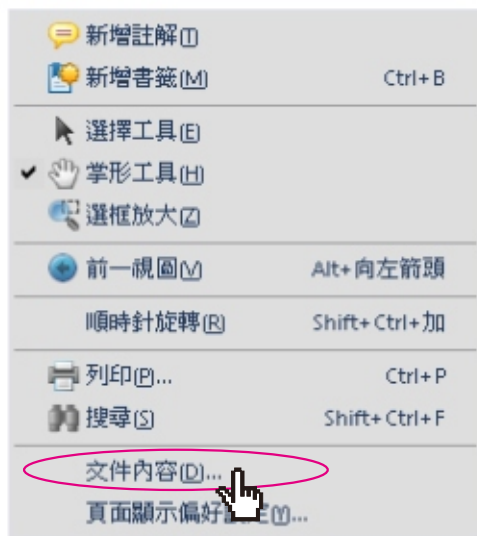 新增註解(T)
新增書籤(M) Ctrl+B
選擇工具(E)
掌形工具(H)
選框放大(Z)
前一視圖(V) Alt+向左箭頭
順時針旋轉(R) Shift+Ctrl+加
列印(P)... Ctrl+P
搜尋(S) Shift+Ctrl+F
文件內容(D)...
頁面顯示偏好 定(Y)...